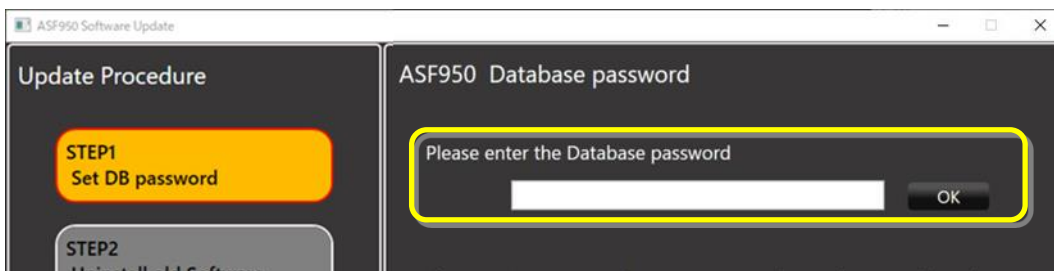 ASF950 Software Update
Update Procedure
STEP1
Set DB password
STEP2
ASF950 Database password
Please enter the Database password
OK